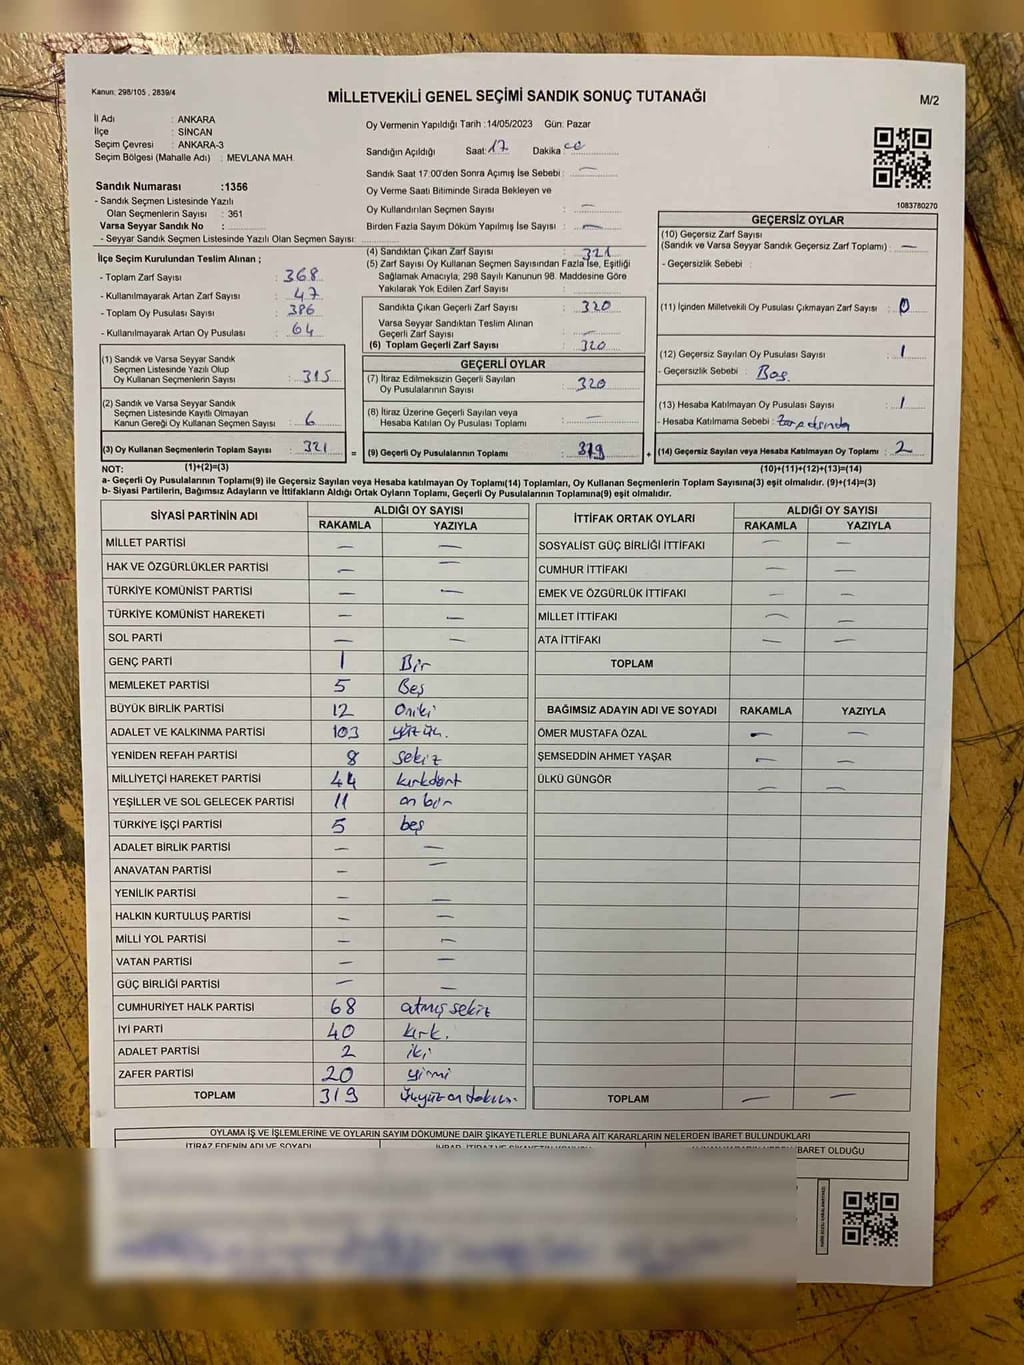 Kanun: 298/105 , 2839/4
MİLLETVEKİLİ GENEL SEÇİMİ SANDIK SONUÇ TUTANAĞI
M/2
İl Adı : ANKARA
İlçe : SİNCAN
Seçim Çevresi : ANKARA-3
Seçim Bölgesi (Mahalle Adı) : MEVLANA MAH.
Oy Vermenin Yapıldığı Tarih :14/05/2023 Gün: Pazar
Sandığın Açıldığı Saat: 17 Dakika
Sandık Saat 17:00'den Sonra Açımış İse Sebebi : —
Oy Verme Saati Bitiminde Sırada Bekleyen ve
Oy Kullandırılan Seçmen Sayısı : —
Birden Fazla Sayım Döküm Yapılmış İse Sayısı : —
Sandık Numarası :1356
- Sandık Seçmen Listesinde Yazılı
Olan Seçmenlerin Sayısı : 361
Varsa Seyyar Sandık No :
- Seyyar Sandık Seçmen Listesinde Yazılı Olan Seçmen Sayısı:
İlçe Seçim Kurulundan Teslim Alınan ;
- Toplam Zarf Sayısı : 368
- Kullanılmayarak Artan Zarf Sayısı : 47
- Toplam Oy Pusulası Sayısı : 386
- Kullanılmayarak Artan Oy Pusulası : 64
(1) Sandık ve Varsa Seyyar Sandık
Seçmen Listesinde Yazılı Olup
Oy Kullanan Seçmenlerin Sayısı : 315
(2) Sandık ve Varsa Seyyar Sandık
Seçmen Listesinde Kayıtlı Olmayan
Kanun Gereği Oy Kullanan Seçmen Sayısı : 6
(3) Oy Kullanan Seçmenlerin Toplam Sayısı : 321
(4) Sandıktan Çıkan Zarf Sayısı : 321
(5) Zarf Sayısı Oy Kullanan Seçmen Sayısından Fazla İse, Eşitliği
Sağlamak Amacıyla; 298 Sayılı Kanunun 98. Maddesine Göre
Yakılarak Yok Edilen Zarf Sayısı :
Sandıkta Çıkan Geçerli Zarf Sayısı : 320
Varsa Seyyar Sandıktan Teslim Alınan
Geçerli Zarf Sayısı : —
(6) Toplam Geçerli Zarf Sayısı : 320
GEÇERLİ OYLAR
(7) İtiraz Edilmeksizin Geçerli Sayılan
Oy Pusulalarının Sayısı : 320
(8) İtiraz Üzerine Geçerli Sayılan veya
Hesaba Katılan Oy Pusulası Toplamı : —
= (9) Geçerli Oy Pusulalarının Toplamı : 319
1083780270
GEÇERSİZ OYLAR
(10) Geçersiz Zarf Sayısı
(Sandık ve Varsa Seyyar Sandık Geçersiz Zarf Toplamı) : —
- Geçersizlik Sebebi :
(11) İçinden Milletvekili Oy Pusulası Çıkmayan Zarf Sayısı : 0
(12) Geçersiz Sayılan Oy Pusulası Sayısı : 1
- Geçersizlik Sebebi : Boş.
(13) Hesaba Katılmayan Oy Pusulası Sayısı : 1
- Hesaba Katılmama Sebebi : Zarf dışında
+ (14) Geçersiz Sayılan veya Hesaba Katılmayan Oy Toplamı : 2
NOT: (1)+(2)=(3) (10)+(11)+(12)+(13)=(14)
a- Geçerli Oy Pusulalarının Toplamı(9) ile Geçersiz Sayılan veya Hesaba katılmayan Oy Toplamı(14) Toplamları, Oy Kullanan Seçmenlerin Toplam Sayısına(3) eşit olmalıdır. (9)+(14)=(3)
b- Siyasi Partilerin, Bağımsız Adayların ve İttifakların Aldığı Ortak Oyların Toplamı, Geçerli Oy Pusulalarının Toplamına(9) eşit olmalıdır.
SİYASİ PARTİNİN ADI ALDIĞI OY SAYISI
RAKAMLA YAZIYLA
MİLLET PARTİSİ — —
HAK VE ÖZGÜRLÜKLER PARTİSİ — —
TÜRKİYE KOMÜNİST PARTİSİ — —
TÜRKİYE KOMÜNİST HAREKETİ — —
SOL PARTİ — —
GENÇ PARTİ 1 Bir
MEMLEKET PARTİSİ 5 Beş
BÜYÜK BİRLİK PARTİSİ 12 Oniki
ADALET VE KALKINMA PARTİSİ 103 yüzüç.
YENİDEN REFAH PARTİSİ 8 sekiz
MİLLİYETÇİ HAREKET PARTİSİ 44 kırkdört
YEŞİLLER VE SOL GELECEK PARTİSİ 11 on bir
TÜRKİYE İŞÇİ PARTİSİ 5 beş
ADALET BİRLİK PARTİSİ — —
ANAVATAN PARTİSİ — —
YENİLİK PARTİSİ — —
HALKIN KURTULUŞ PARTİSİ — —
MİLLİ YOL PARTİSİ — —
VATAN PARTİSİ — —
GÜÇ BİRLİĞİ PARTİSİ — —
CUMHURİYET HALK PARTİSİ 68 atmış sekiz
İYİ PARTİ 40 kırk.
ADALET PARTİSİ 2 iki
ZAFER PARTİSİ 20 yirmi
TOPLAM 319 üçyüz on dokuz.
İTTİFAK ORTAK OYLARI ALDIĞI OY SAYISI
RAKAMLA YAZIYLA
SOSYALİST GÜÇ BİRLİĞİ İTTİFAKI — —
CUMHUR İTTİFAKI — —
EMEK VE ÖZGÜRLÜK İTTİFAKI — —
MİLLET İTTİFAKI — —
ATA İTTİFAKI — —
TOPLAM
BAĞIMSIZ ADAYIN ADI VE SOYADI RAKAMLA YAZIYLA
ÖMER MUSTAFA ÖZAL — —
ŞEMSEDDİN AHMET YAŞAR — —
ÜLKÜ GÜNGÖR — —
TOPLAM — —
OYLAMA İŞ VE İŞLEMLERİNE VE OYLARIN SAYIM DÖKÜMÜNE DAİR ŞİKAYETLERLE BUNLARA AİT KARARLARIN NELERDEN İBARET BULUNDUKLARI
İTİRAZ EDENİN ADI VE SOYADI
BARET OLDUĞU